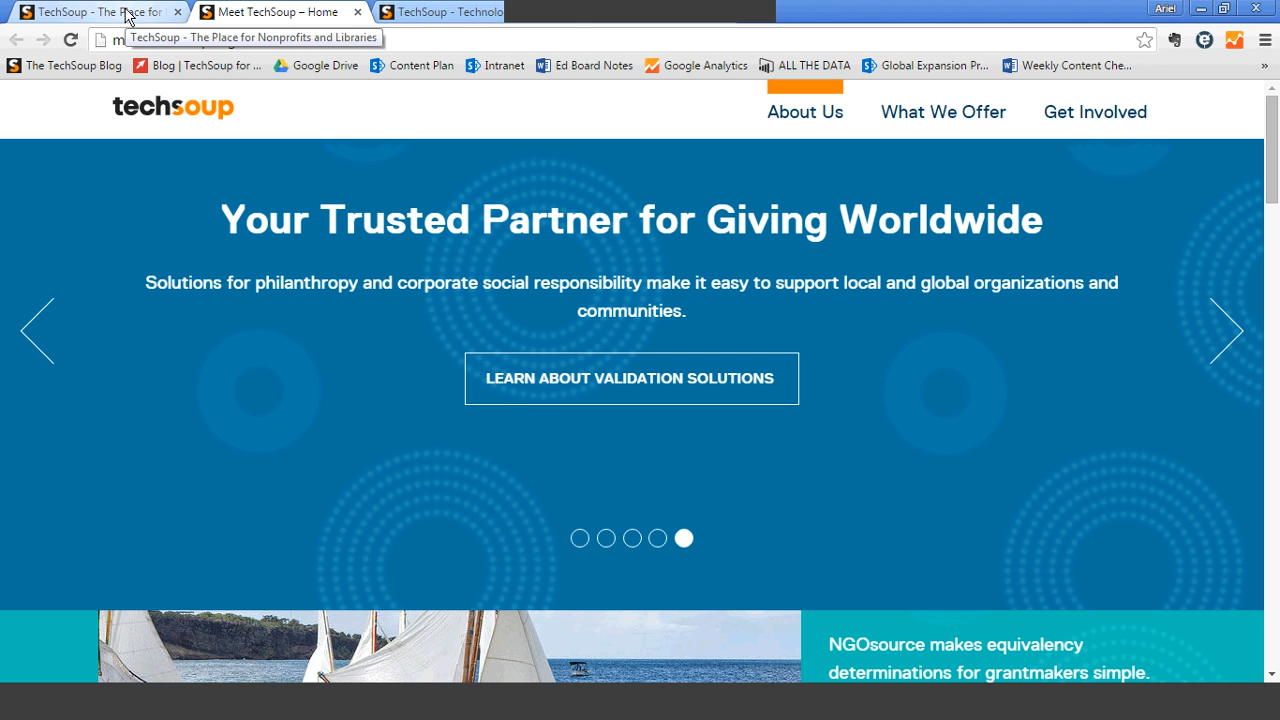 TechSoup - The Place for
Meet TechSoup – Home
TechSoup - Technolo
Ariel
TechSoup - The Place for Nonprofits and Libraries
The TechSoup Blog
Blog | TechSoup for ...
Google Drive
Content Plan
Intranet
Ed Board Notes
Google Analytics
ALL THE DATA
Global Expansion Pr...
Weekly Content Che...
»
techsoup
About Us
What We Offer
Get Involved
Your Trusted Partner for Giving Worldwide
Solutions for philanthropy and corporate social responsibility make it easy to support local and global organizations and
communities.
LEARN ABOUT VALIDATION SOLUTIONS
NGOsource makes equivalency
determinations for grantmakers simple.